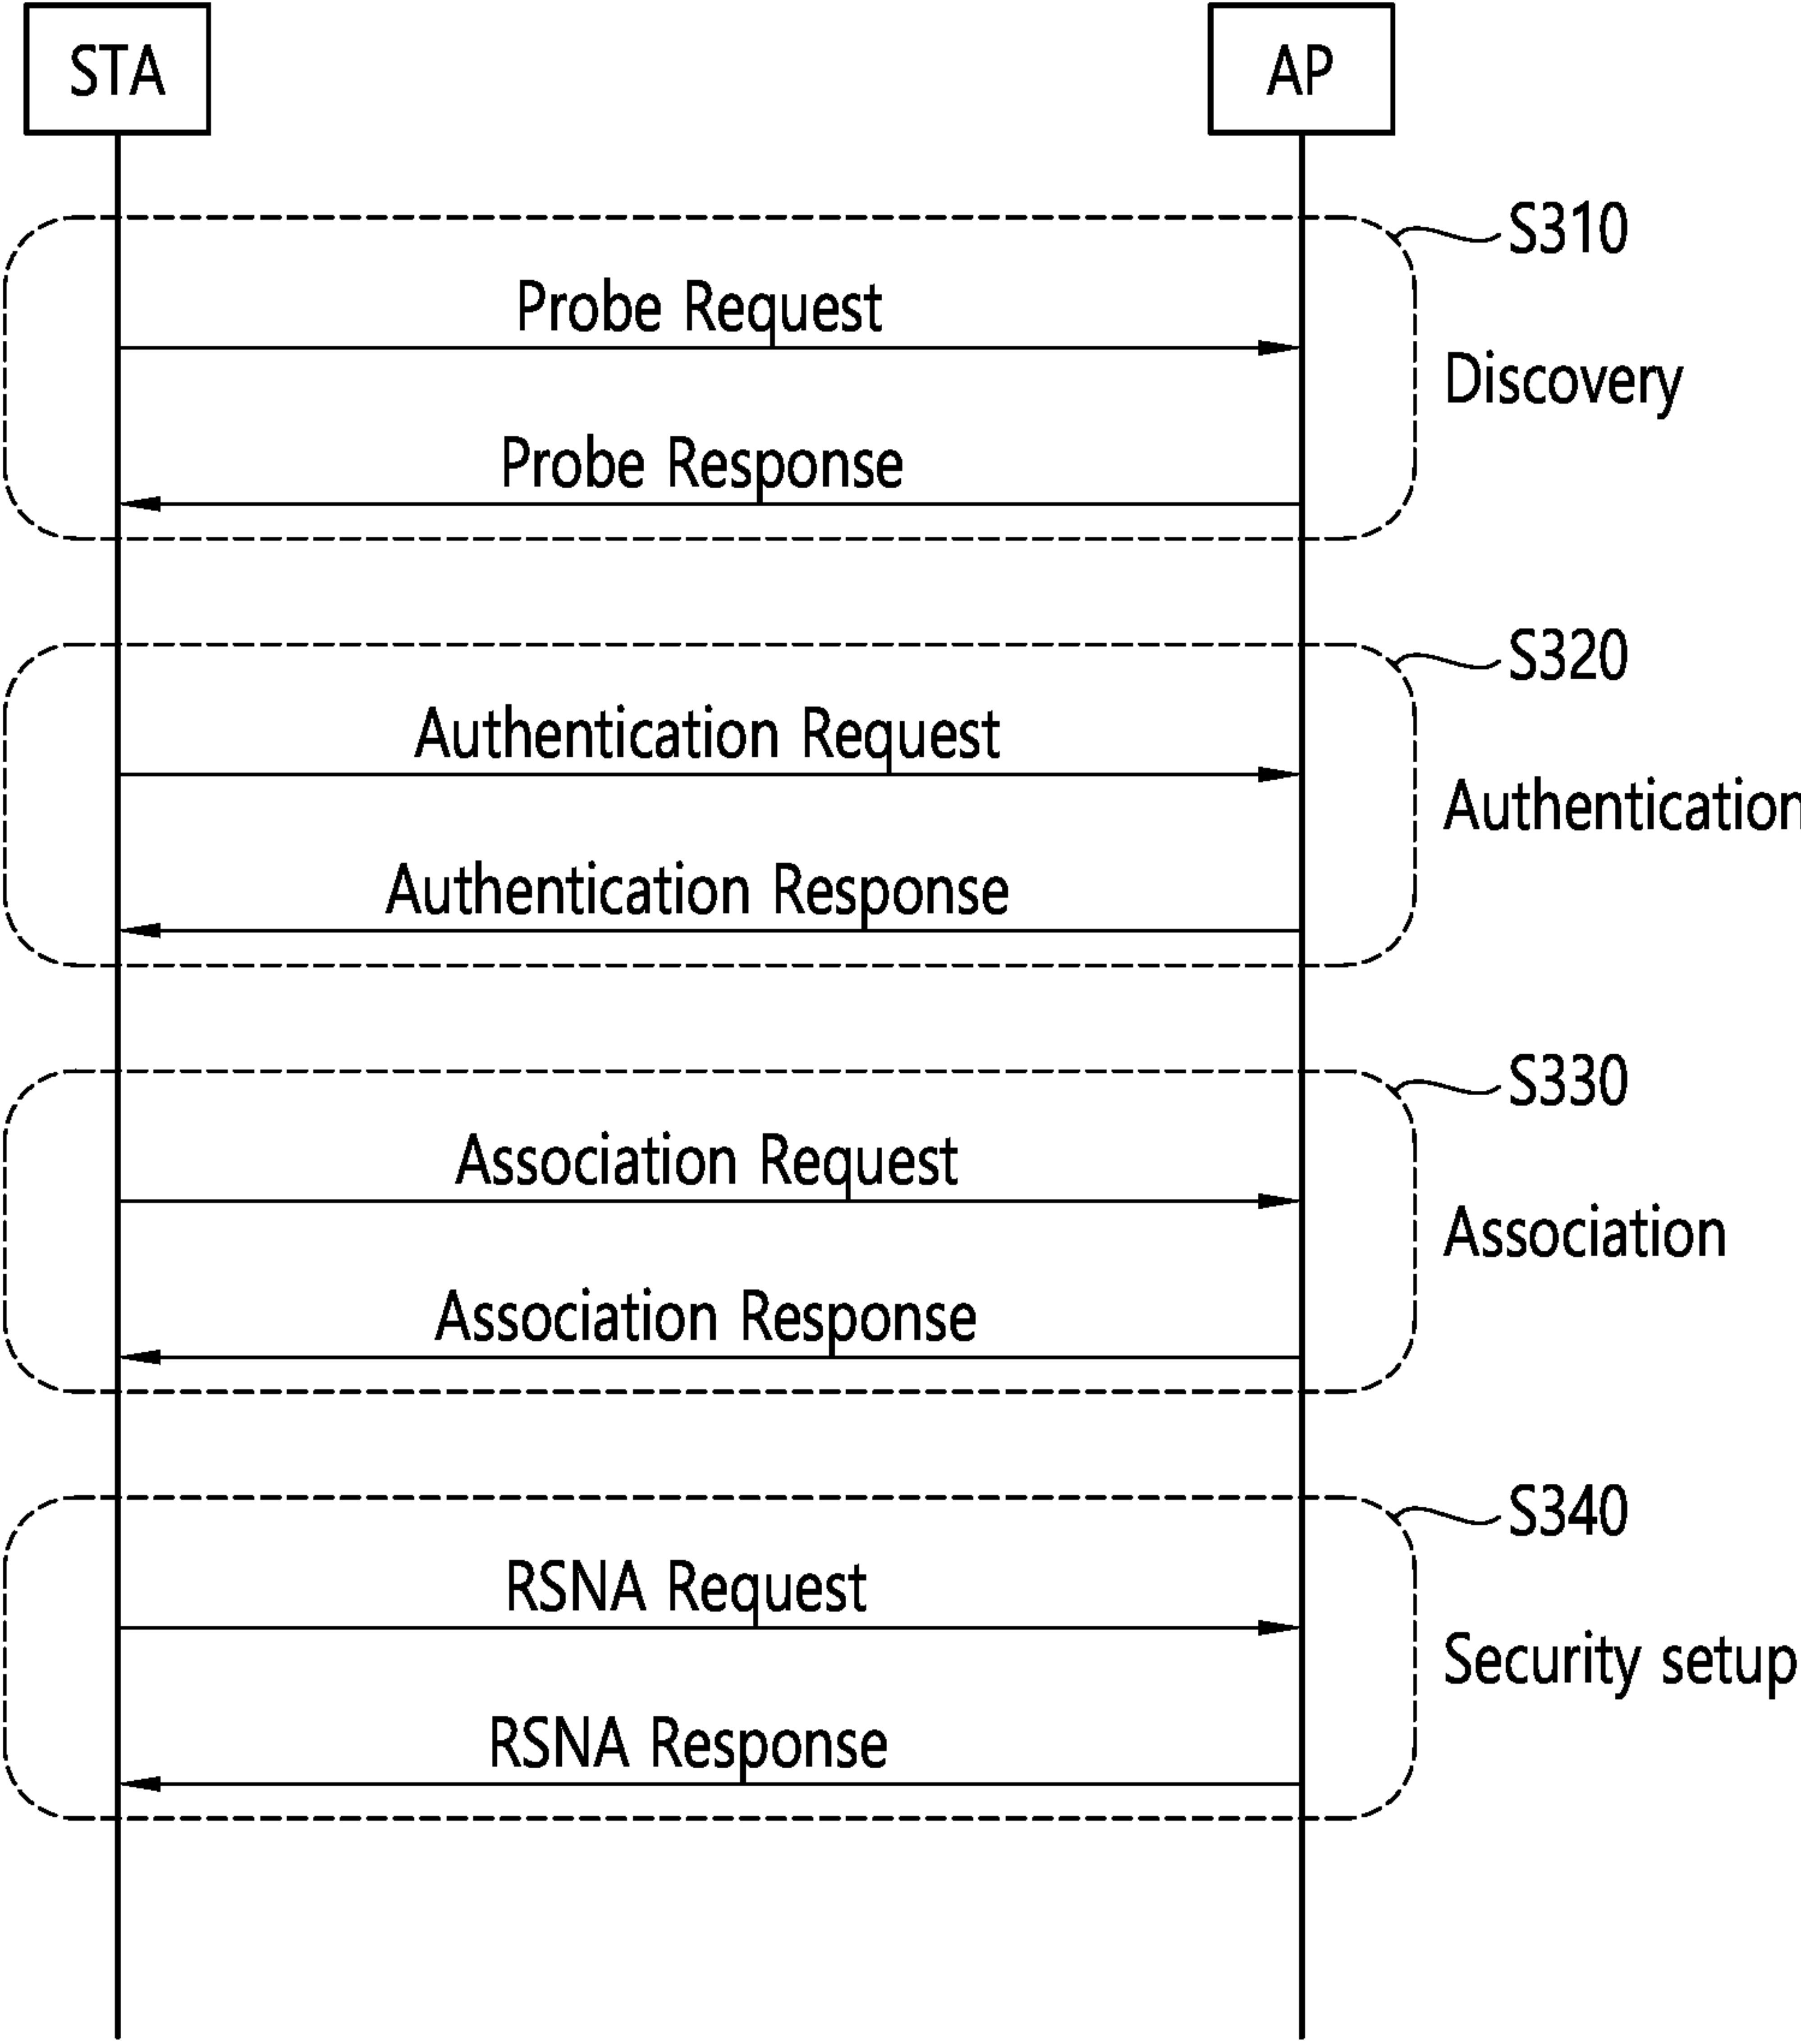 STA
AP
S310
Probe Request
Discovery
Probe Response
S320
Authentication Request
Authentication
Authentication Response
S330
Association Request
Association
Association Response
S340
RSNA Request
Security setup
RSNA Response